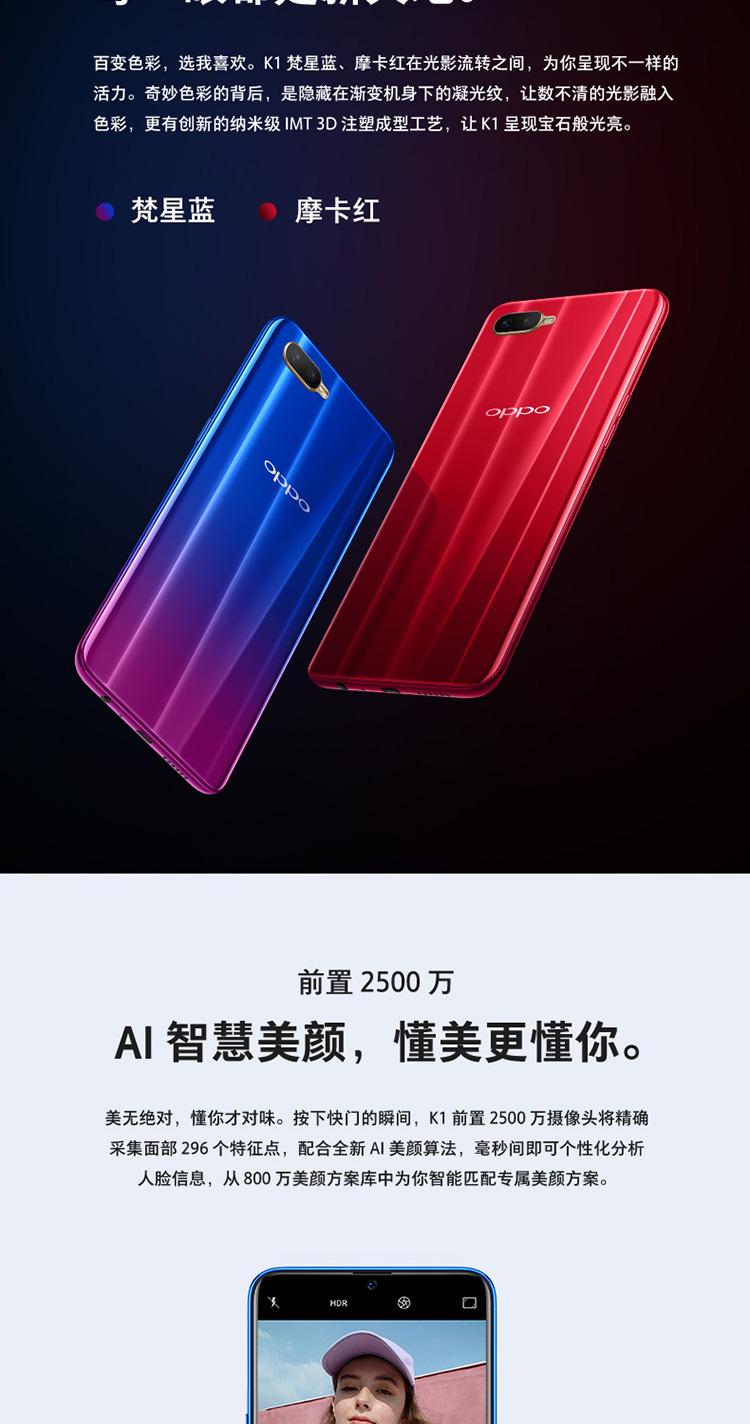 百变色彩，选我喜欢。K1 梵星蓝、摩卡红在光影流转之间，为你呈现不一样的
活力。奇妙色彩的背后，是隐藏在渐变机身下的凝光纹，让数不清的光影融入
色彩，更有创新的纳米级 IMT 3D 注塑成型工艺，让 K1 呈现宝石般光亮。
梵星蓝 摩卡红
oppo
oppo
前置 2500 万
AI 智慧美颜，懂美更懂你。
美无绝对，懂你才对味。按下快门的瞬间，K1 前置 2500 万摄像头将精确
采集面部 296 个特征点，配合全新 AI 美颜算法，毫秒间即可个性化分析
人脸信息，从 800 万美颜方案库中为你智能匹配专属美颜方案。
HDR